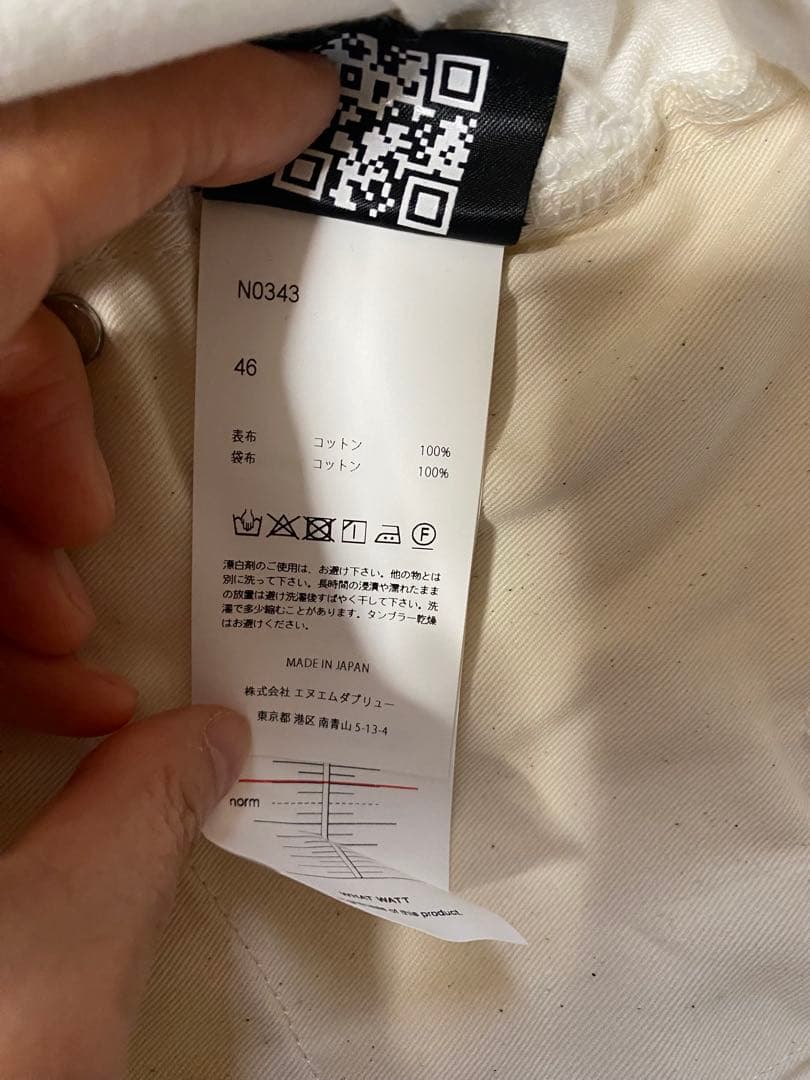 N0343
46
表布 コットン 100%
袋布 コットン 100%
F
漂白剤のご使用は、お避け下さい。他の物とは
別に洗って下さい。長時間の浸漬や濡れたまま
の放置は避け洗濯後すばやく干して下さい。洗
濯で多少縮むことがあります。タンブラー乾燥
はお避けください。
MADE IN JAPAN
株式会社 エヌエムダブリュー
東京都 港区 南青山 5-13-4
norm
WHAT WATT
of this product.